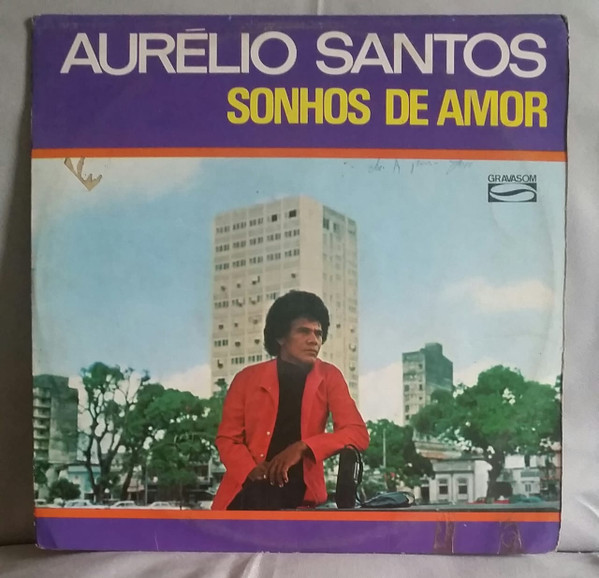 AURÉLIO SANTOS
SONHOS DE AMOR
GRAVASOM